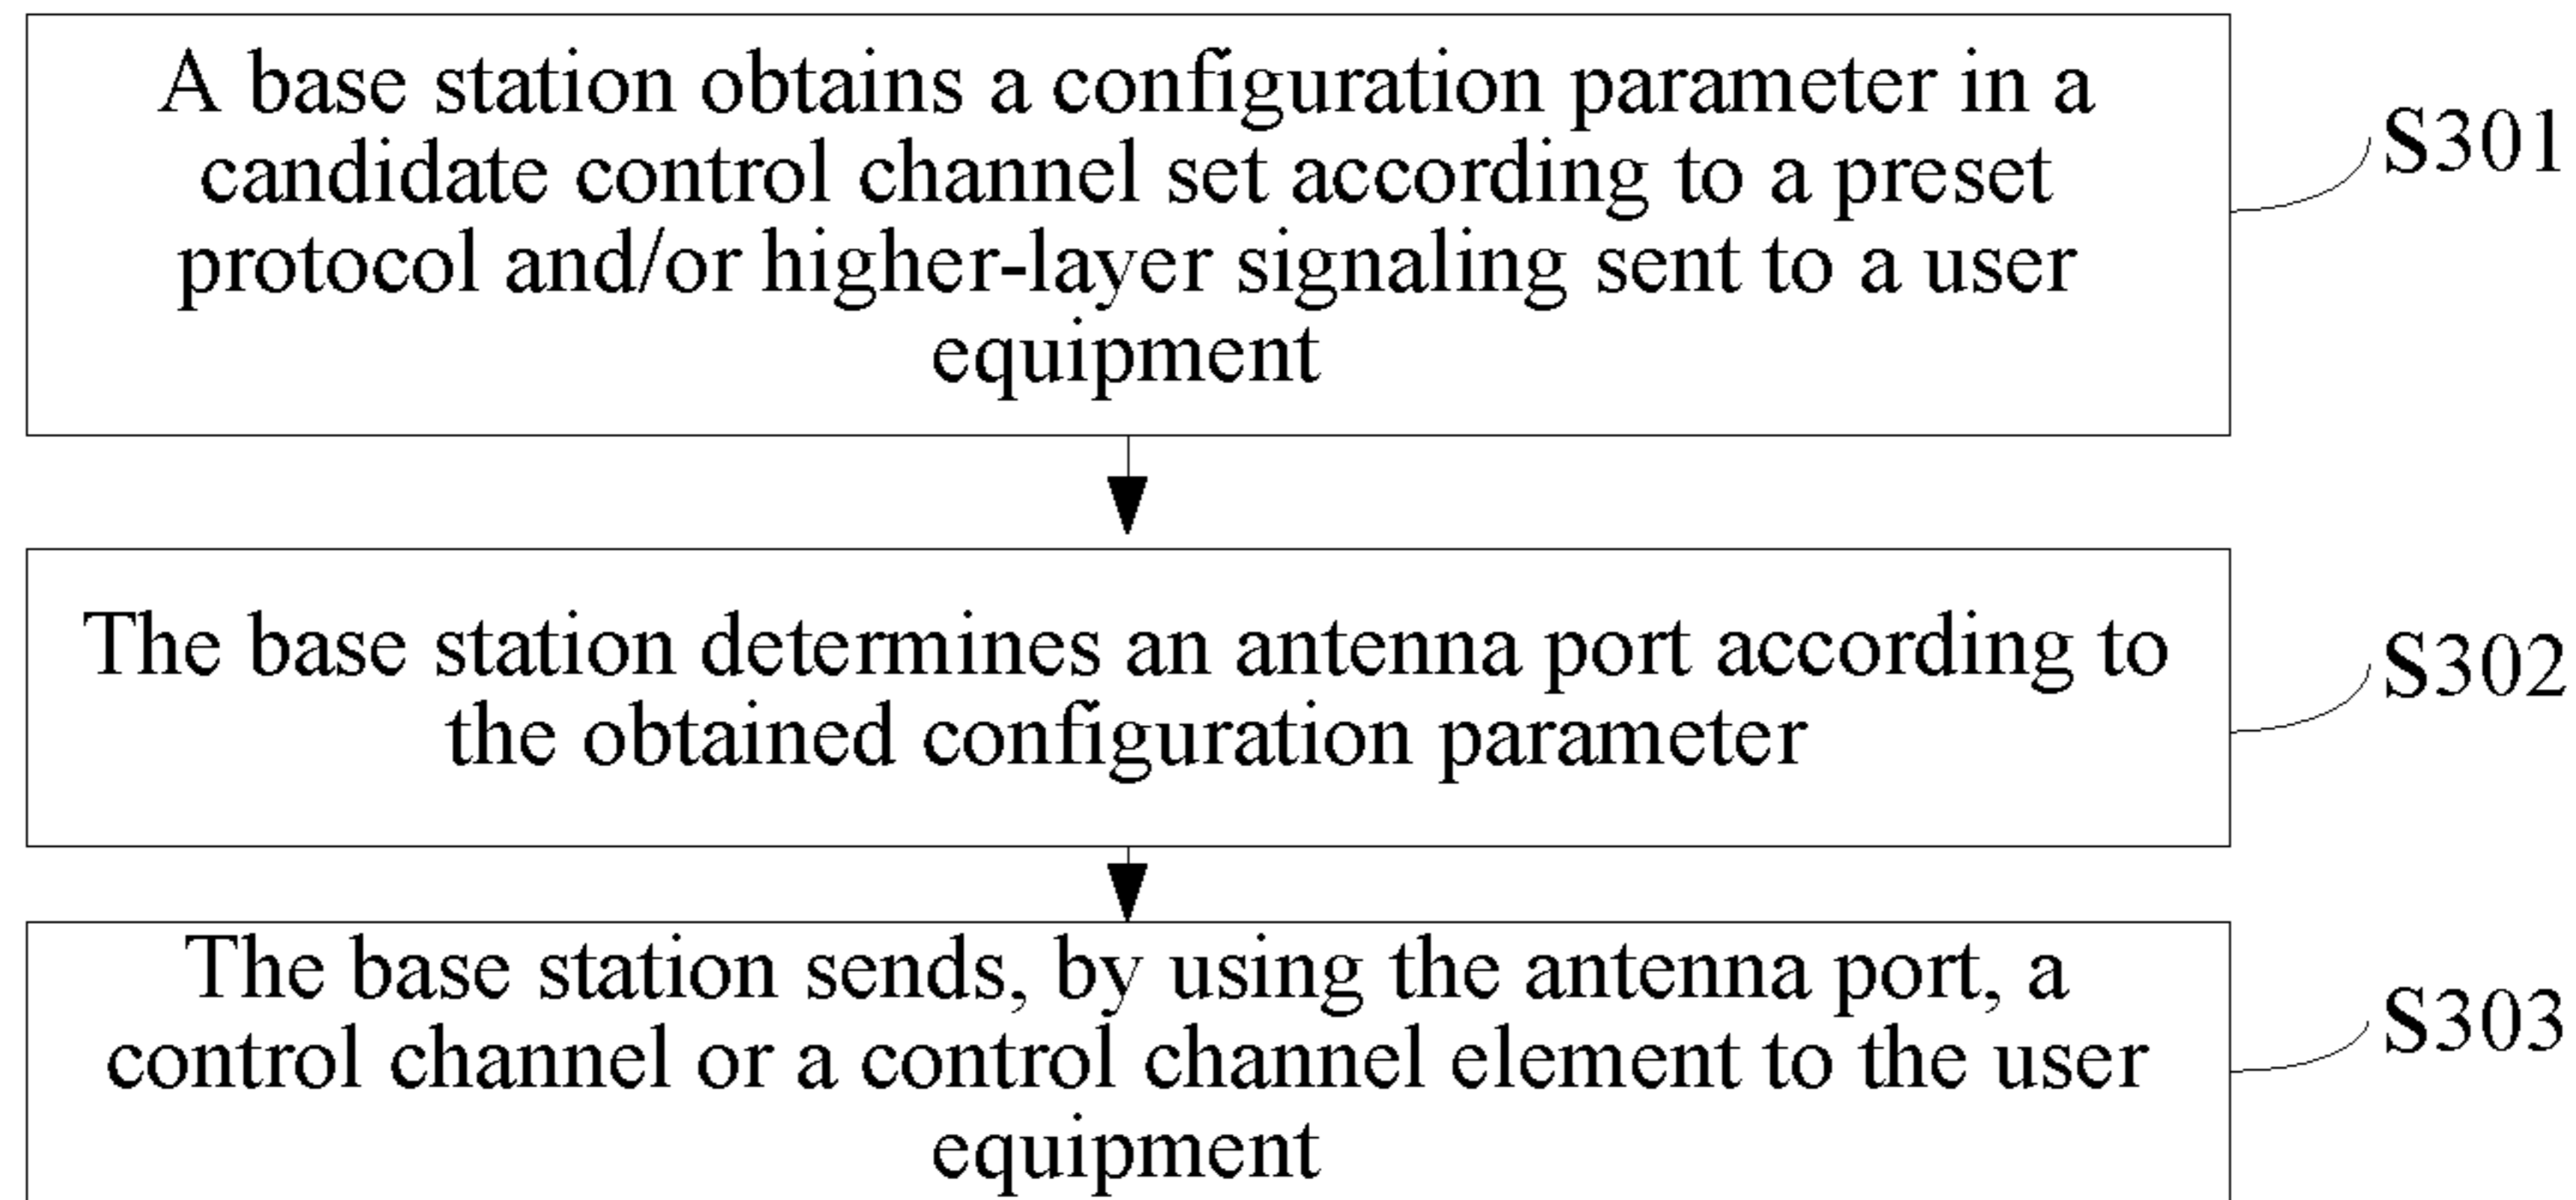 A base station obtains a configuration parameter in a
candidate control channel set according to a preset
protocol and/or higher-layer signaling sent to a user
equipment
S301
The base station determines an antenna port according to
the obtained configuration parameter
S302
The base station sends, by using the antenna port, a
control channel or a control channel element to the user
equipment
S303